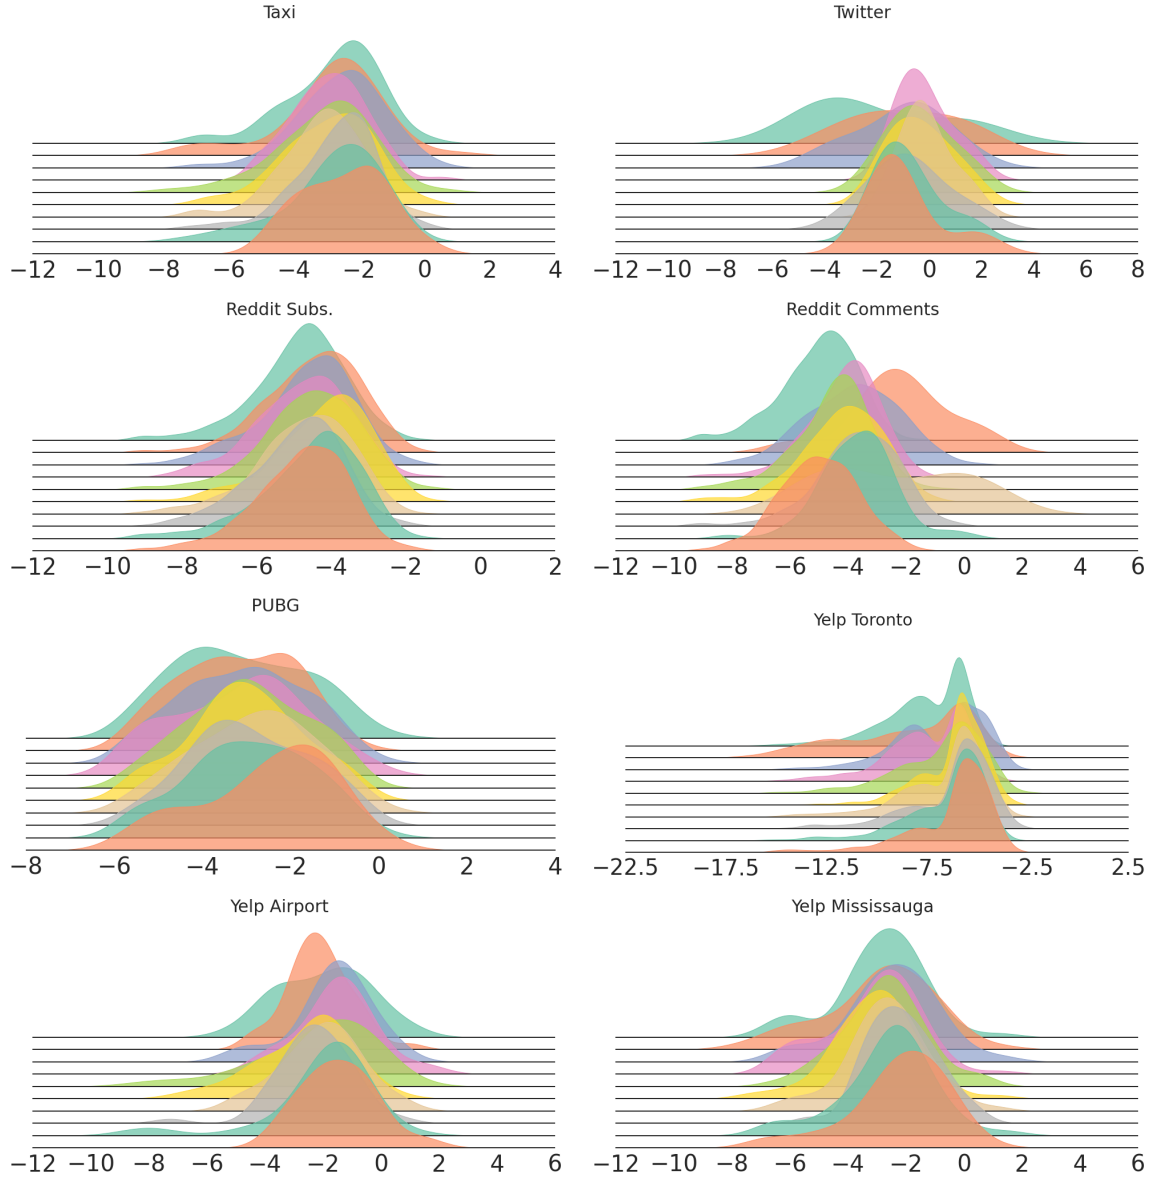 Taxi
Twitter
−12 −10 −8 −6 −4 −2 0 2 4
−12 −10 −8 −6 −4 −2 0 2 4 6 8
Reddit Subs.
Reddit Comments
−12 −10 −8 −6 −4 −2 0 2
−12 −10 −8 −6 −4 −2 0 2 4 6
PUBG
Yelp Toronto
−8 −6 −4 −2 0 2 4
−22.5 −17.5 −12.5 −7.5 −2.5 2.5
Yelp Airport
Yelp Mississauga
−12 −10 −8 −6 −4 −2 0 2 4 6
−12 −10 −8 −6 −4 −2 0 2 4 6